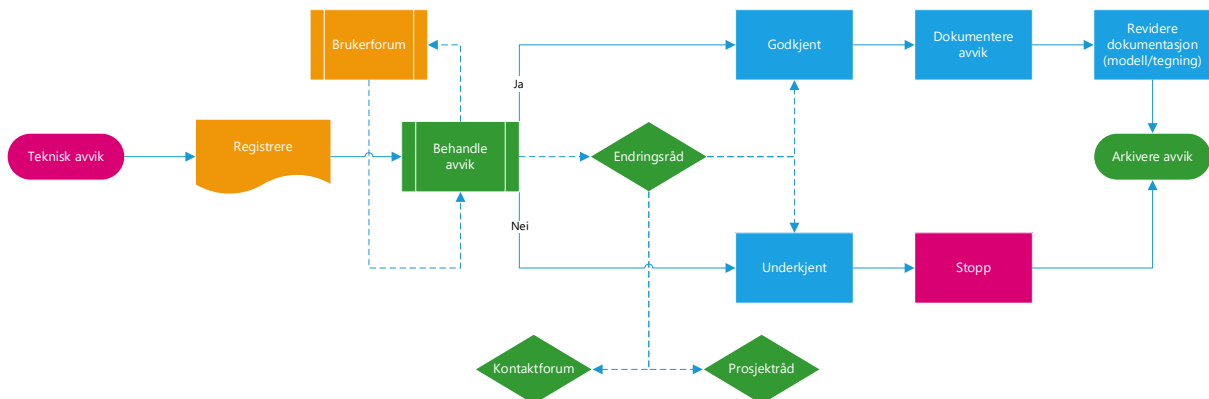 Brukerforum
Godkjent
Dokumentere
avvik
Revidere
dokumentasjon
(modell/tegning)
Ja
Teknisk avvik
Registrere
Behandle
avvik
Endringsråd
Arkivere avvik
Nei
Underkjent
Stopp
Kontaktforum
Prosjektråd